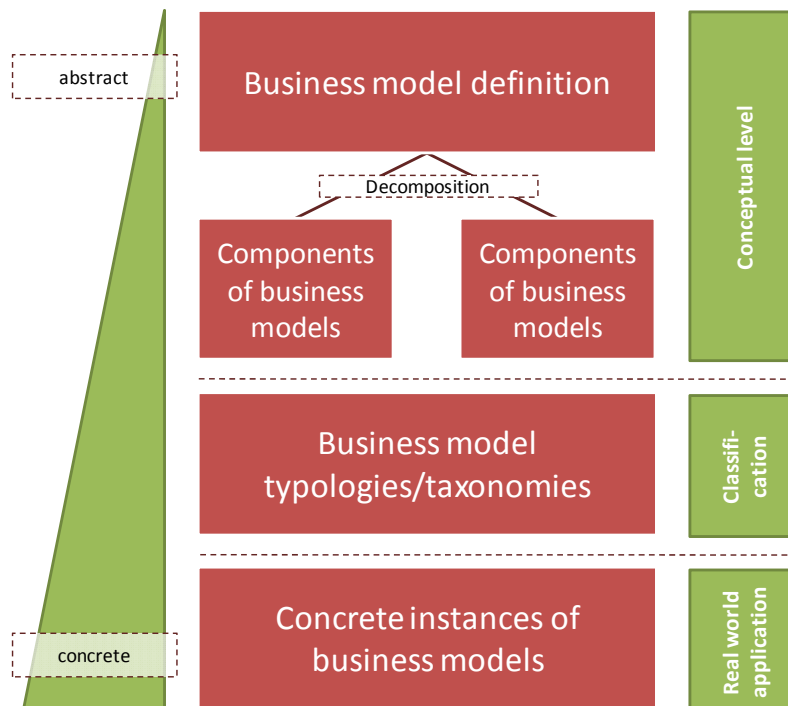 abstract
Business model definition
Decomposition
Components
of business
models
Components
of business
models
Conceptual level
Business model
typologies/taxonomies
Classifi-
cation
Concrete instances of
business models
concrete
Real world
application